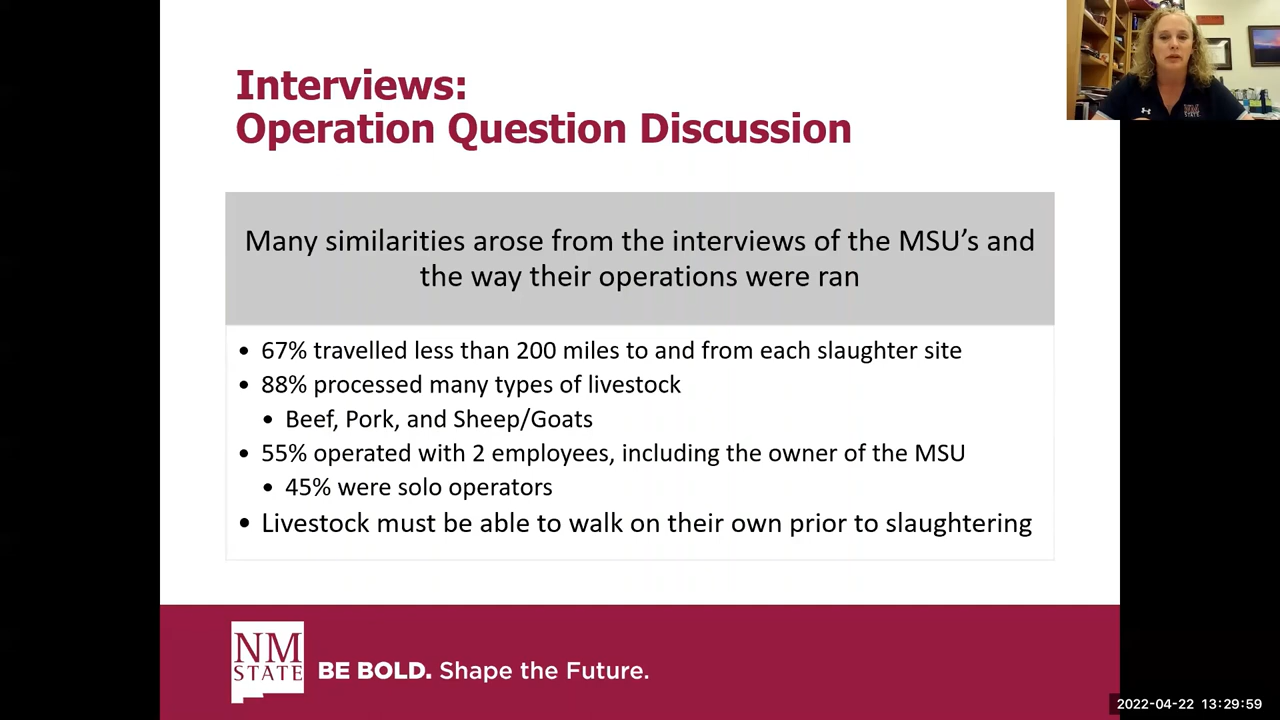 Interviews:
Operation Question Discussion
Many similarities arose from the interviews of the MSU's and
the way their operations were ran
• 67% travelled less than 200 miles to and from each slaughter site
• 88% processed many types of livestock
• Beef, Pork, and Sheep/Goats
• 55% operated with 2 employees, including the owner of the MSU
• 45% were solo operators
• Livestock must be able to walk on their own prior to slaughtering
NM
STATE
BE BOLD. Shape the Future.
2022-04-22 13:29:59